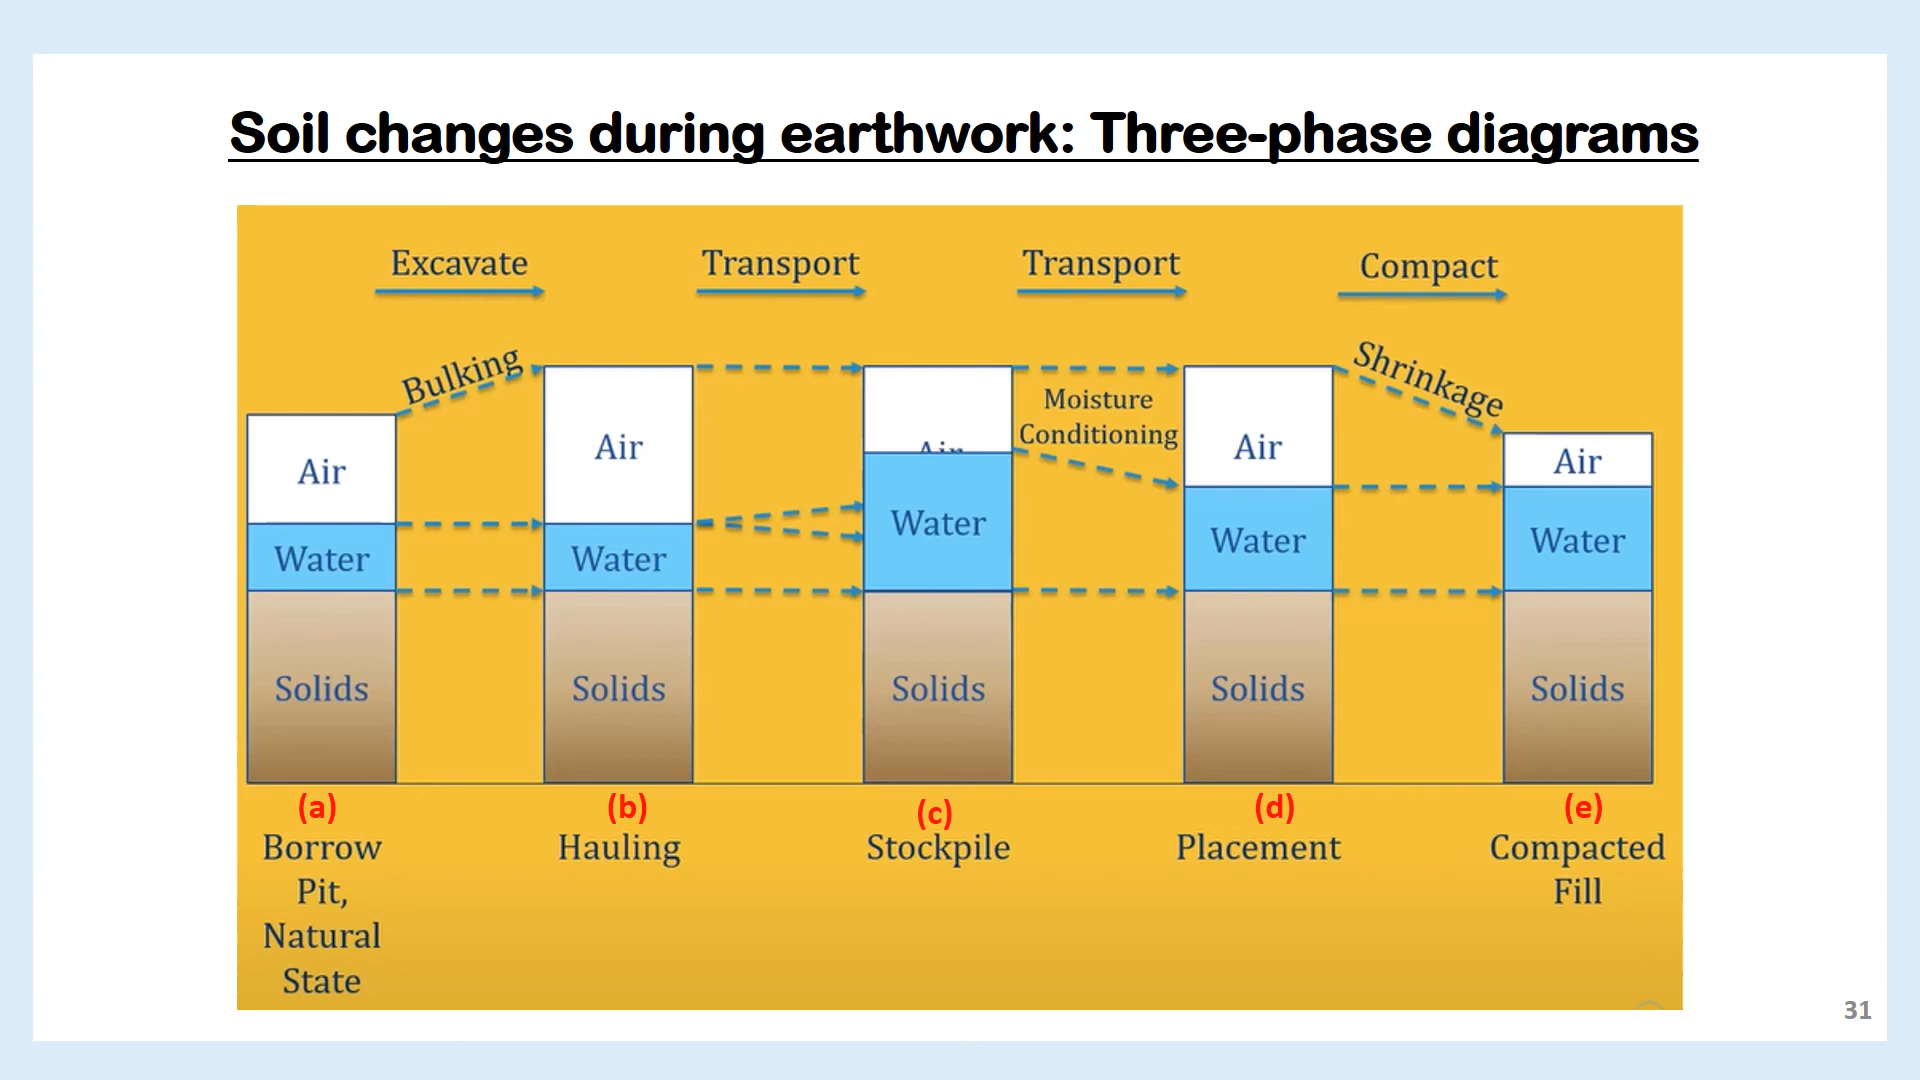 Soil changes during earthwork: Three-phase diagrams
Excavate
Transport
Transport
Compact
Bulking
Shrinkage
Moisture
Conditioning
Air
Air
Air
Air
Air
Water
Water
Water
Water
Water
Solids
Solids
Solids
Solids
Solids
(a)
(b)
(c)
(d)
(e)
Borrow
Pit,
Natural
State
Hauling
Stockpile
Placement
Compacted
Fill
31